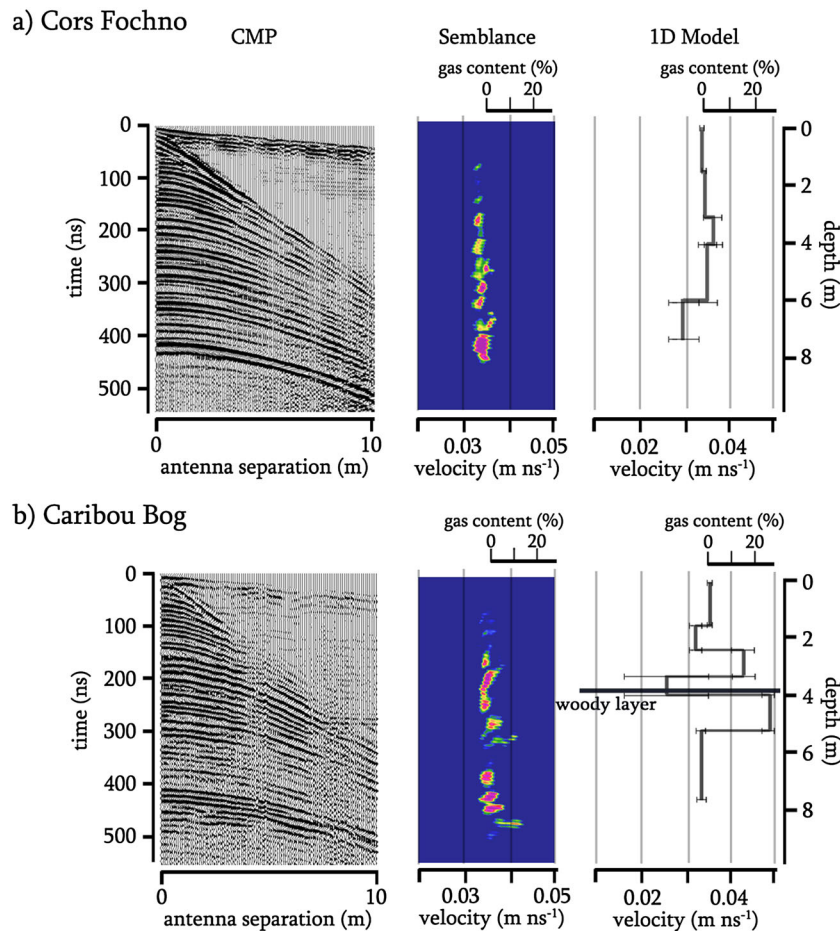 a) Cors Fochno
CMP Semblance 1D Model
gas content (%) gas content (%)
0 20 0 20
0
100
200
300
400
500
time (ns)
0 10
antenna separation (m)
0.03 0.05
velocity (m ns⁻¹)
0.02 0.04
velocity (m ns⁻¹)
0
2
4
6
8
depth (m)
b) Caribou Bog
gas content (%) gas content (%)
0 20 0 20
0
100
200
300
400
500
time (ns)
0 10
antenna separation (m)
0.03 0.05
velocity (m ns⁻¹)
woody layer
0.02 0.04
velocity (m ns⁻¹)
0
2
4
6
8
depth (m)